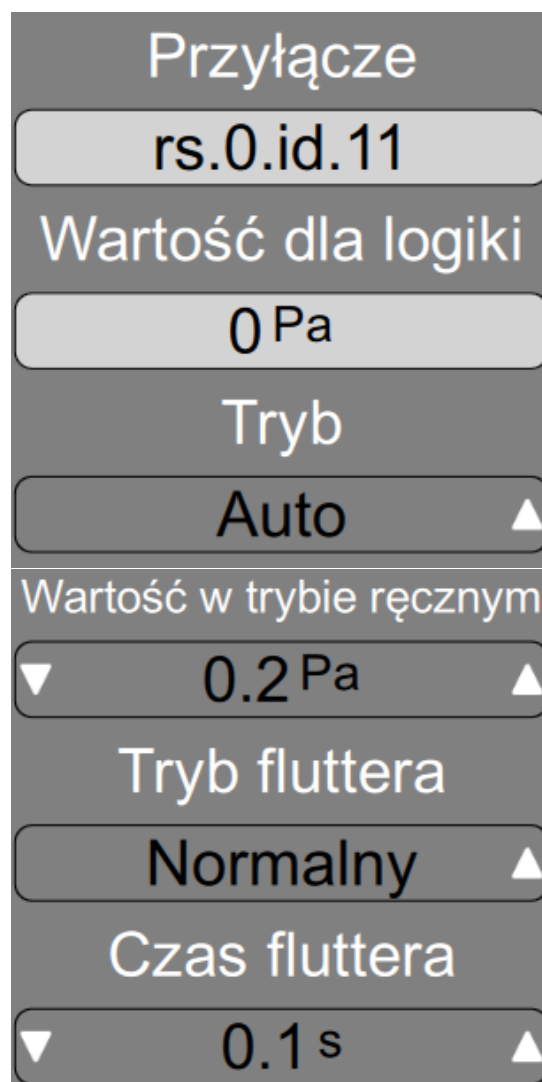 Przyłącze
rs.0.id.11
Wartość dla logiki
0 Pa
Tryb
Auto
Wartość w trybie ręcznym
0.2 Pa
Tryb fluttera
Normalny
Czas fluttera
0.1 s